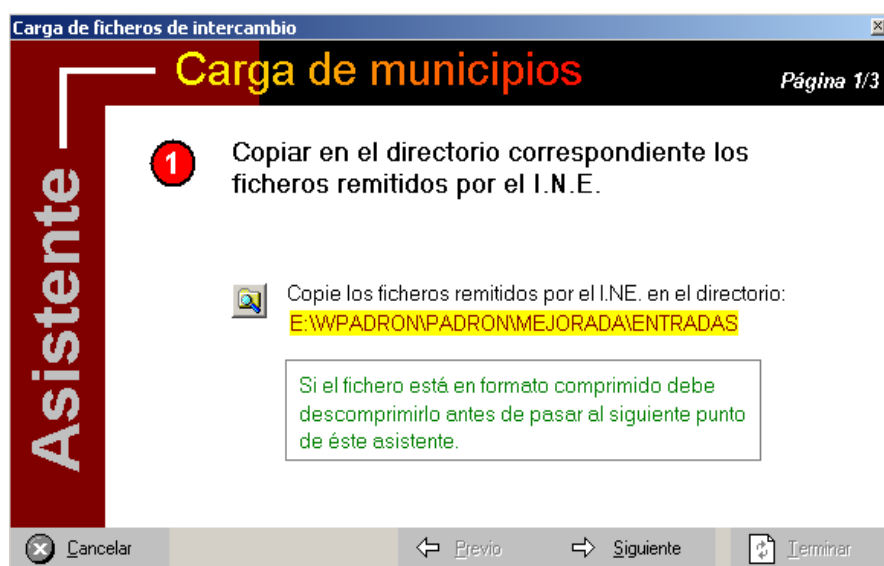 Carga de ficheros de intercambio
Carga de municipios
Página 1/3
Asistente
1
Copiar en el directorio correspondiente los
ficheros remitidos por el I.N.E.
Copie los ficheros remitidos por el I.NE. en el directorio:
E:\WPADRON\PADRON\MEJORADA\ENTRADAS
Si el fichero está en formato comprimido debe
descomprimirlo antes de pasar al siguiente punto
de éste asistente.
Cancelar
Previo
Siguiente
Terminar